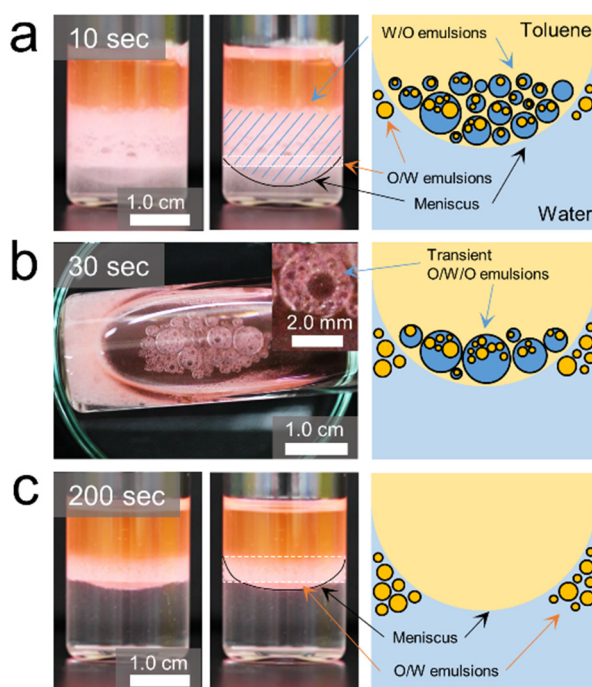 a
10 sec
1.0 cm
W/O emulsions
Toluene
O/W emulsions
Meniscus
Water
b
30 sec
2.0 mm
1.0 cm
Transient
O/W/O emulsions
c
200 sec
1.0 cm
Meniscus
O/W emulsions